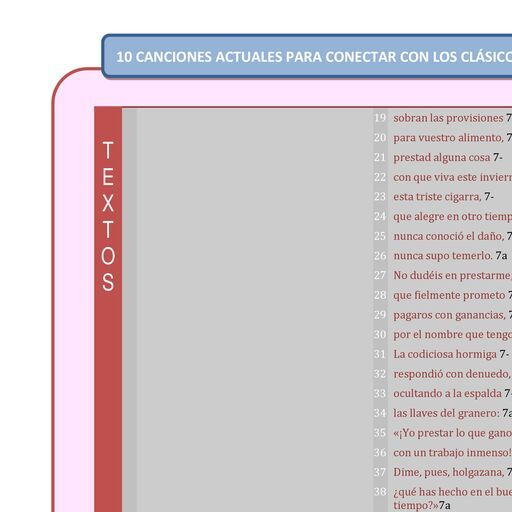 10 CANCIONES ACTUALES PARA CONECTAR CON LOS CLÁSICO
TEXTOS
19 sobran las provisiones 7
20 para vuestro alimento, 7
21 prestad alguna cosa 7-
22 con que viva este invier
23 esta triste cigarra, 7-
24 que alegre en otro tiemp
25 nunca conoció el daño, 7
26 nunca supo temerlo. 7a
27 No dudéis en prestarme,
28 que fielmente prometo 7
29 pagaros con ganancias, 7
30 por el nombre que tengo
31 La codiciosa hormiga 7-
32 respondió con denuedo,
33 ocultando a la espalda 7-
34 las llaves del granero: 7a
35 «¡Yo prestar lo que gano
36 con un trabajo inmenso!
37 Dime, pues, holgazana, 7
38 ¿qué has hecho en el bue
tiempo?»7a